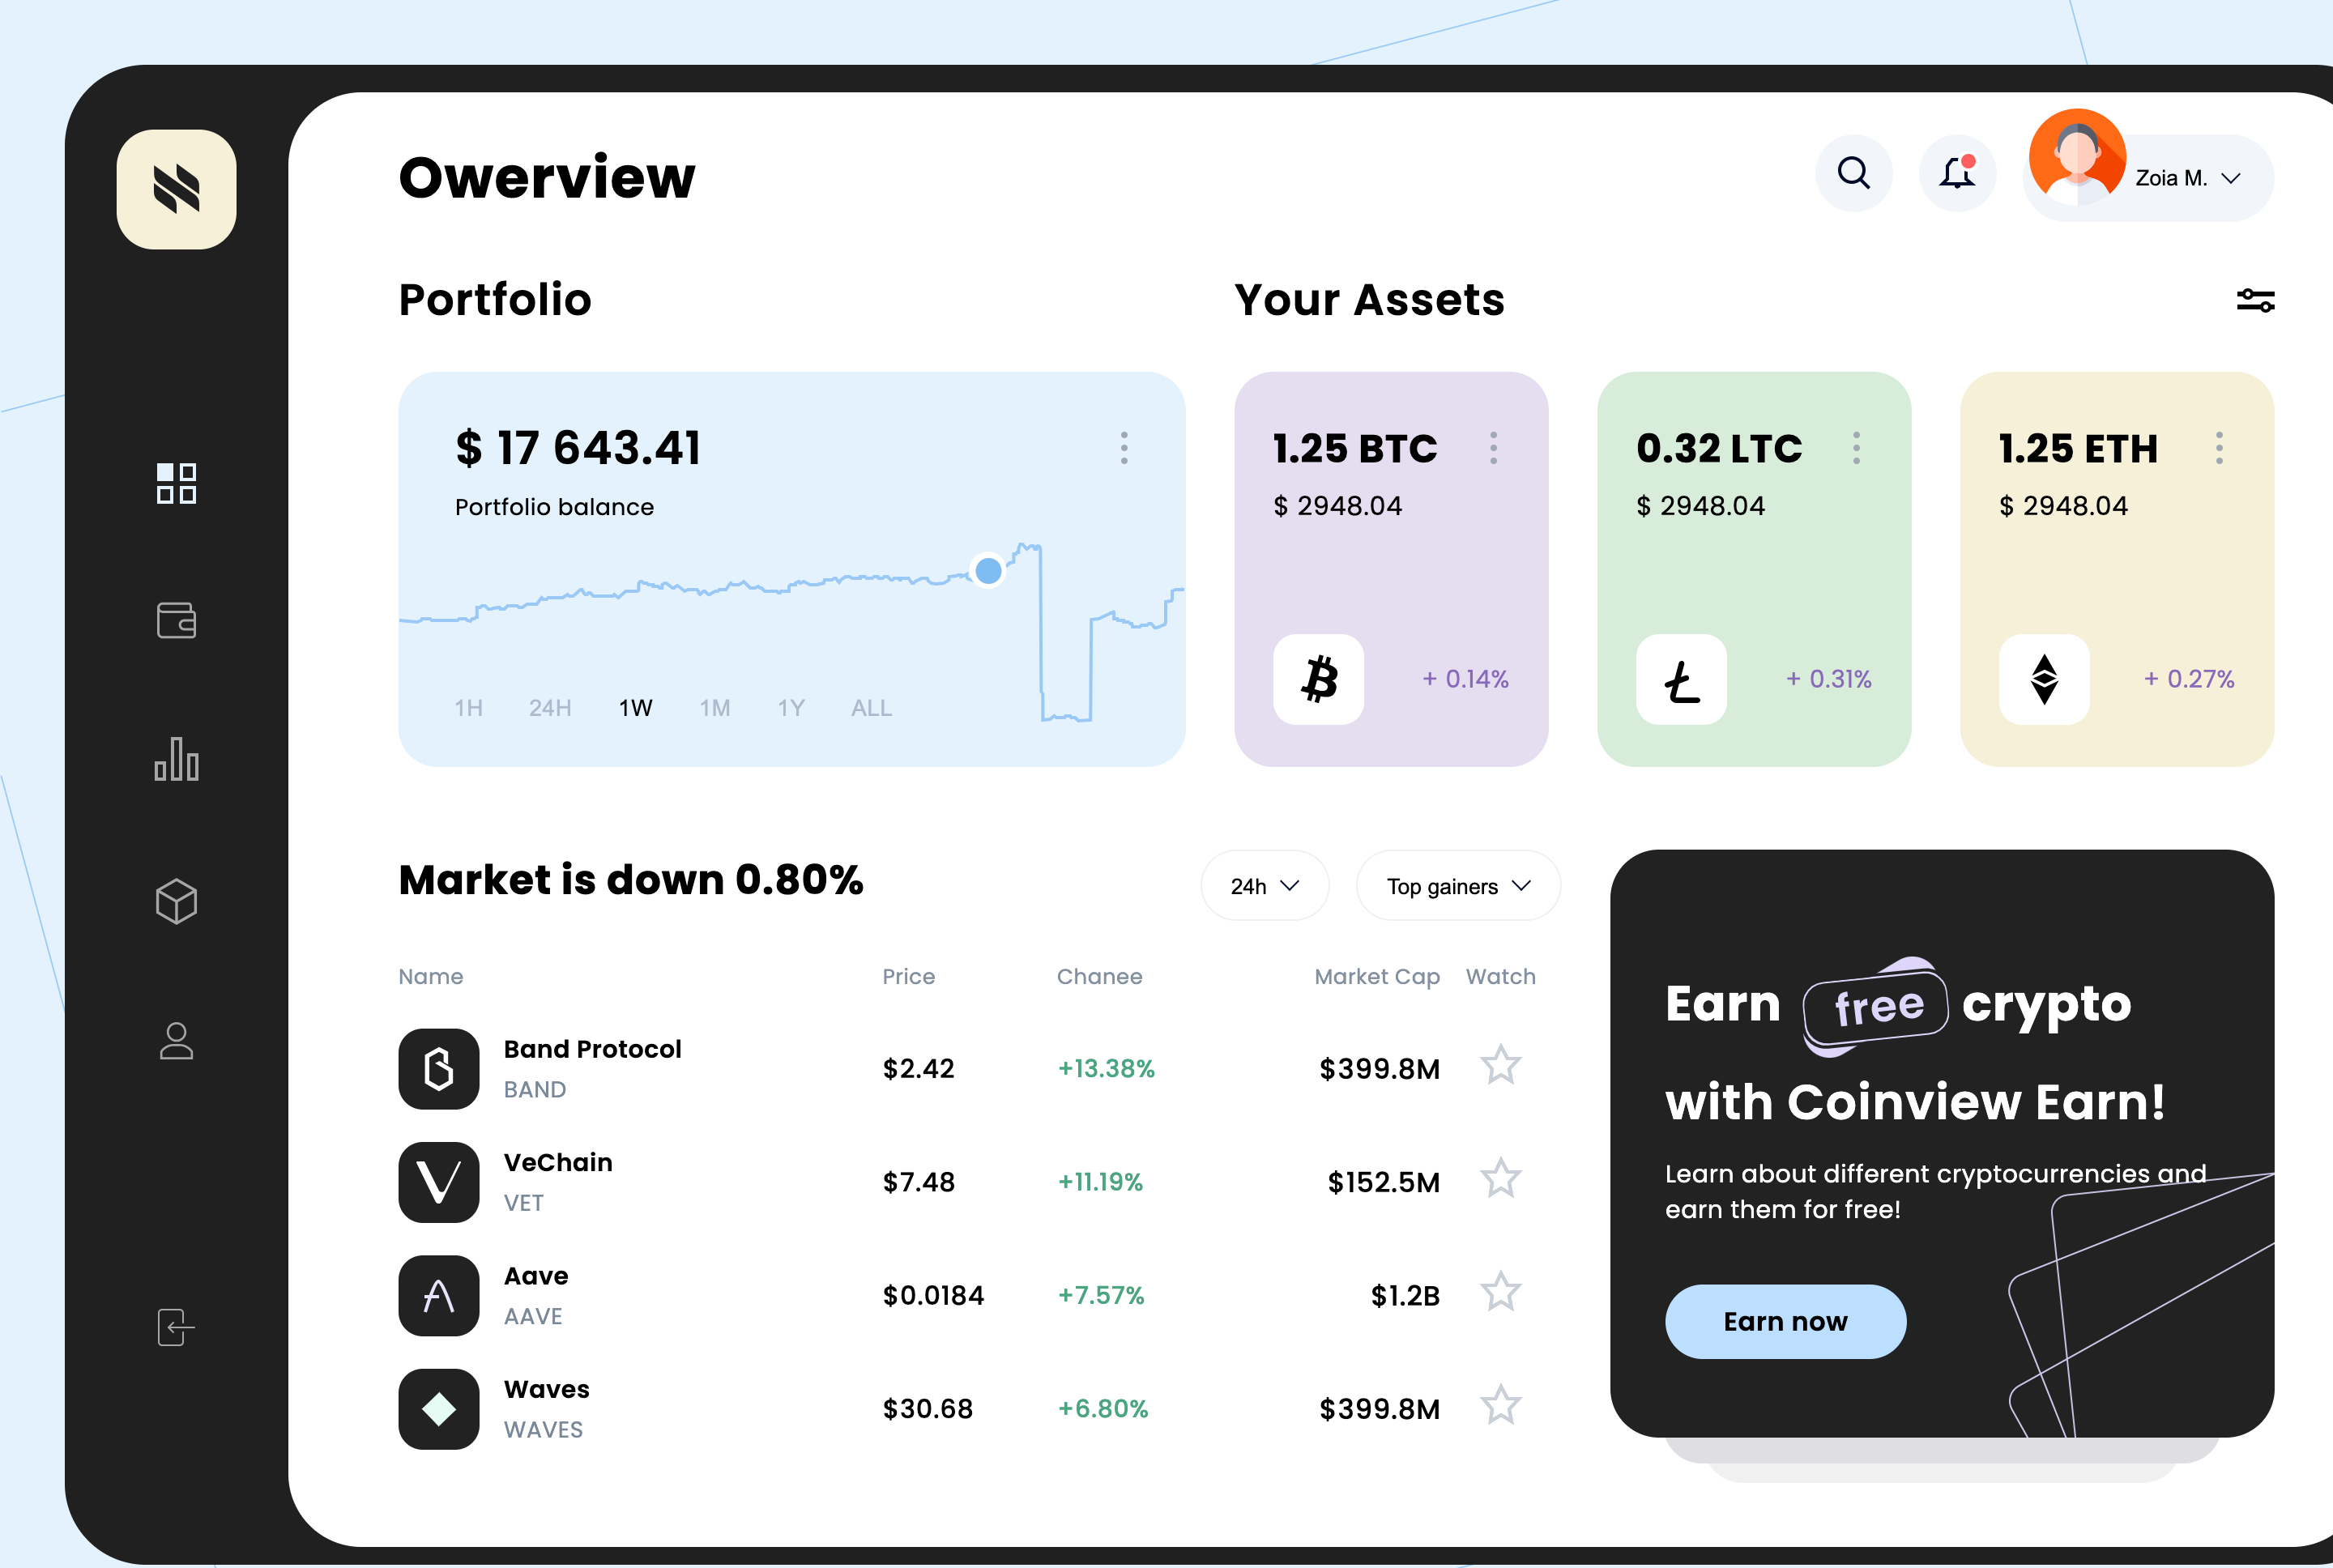 Owerview
Zoia M.
Portfolio
Your Assets
$ 17 643.41
Portfolio balance
1H 24H 1W 1M 1Y ALL
1.25 BTC
$ 2948.04
+ 0.14%
0.32 LTC
$ 2948.04
+ 0.31%
1.25 ETH
$ 2948.04
+ 0.27%
Market is down 0.80%
24h
Top gainers
Name Price Chanee Market Cap Watch
Band Protocol
BAND
$2.42 +13.38% $399.8M
VeChain
VET
$7.48 +11.19% $152.5M
Aave
AAVE
$0.0184 +7.57% $1.2B
Waves
WAVES
$30.68 +6.80% $399.8M
Earn free crypto
with Coinview Earn!
Learn about different cryptocurrencies and
earn them for free!
Earn now